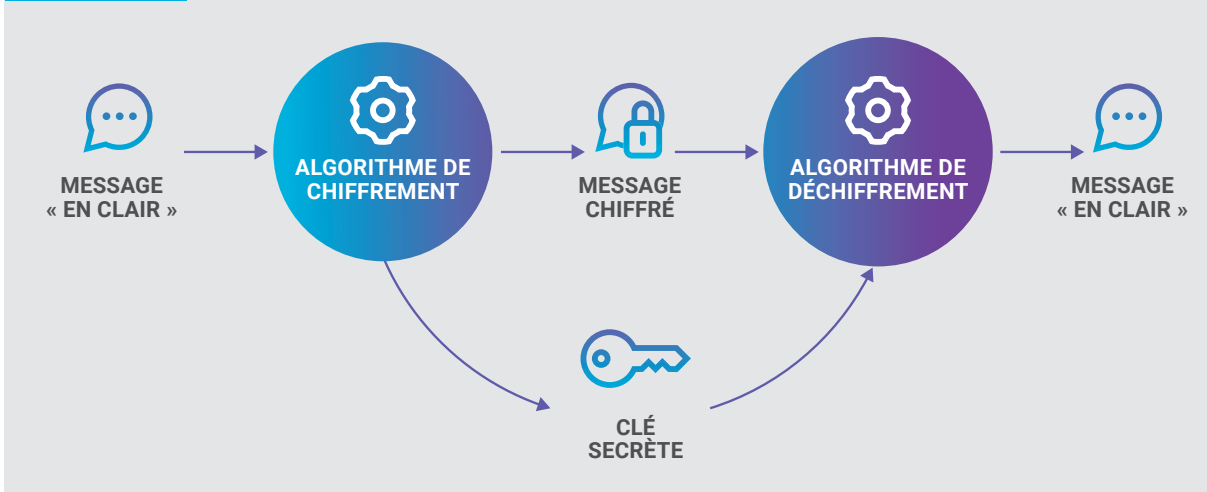 MESSAGE
« EN CLAIR »
ALGORITHME DE
CHIFFREMENT
MESSAGE
CHIFFRÉ
ALGORITHME DE
DÉCHIFFREMENT
MESSAGE
« EN CLAIR »
CLÉ
SECRÈTE